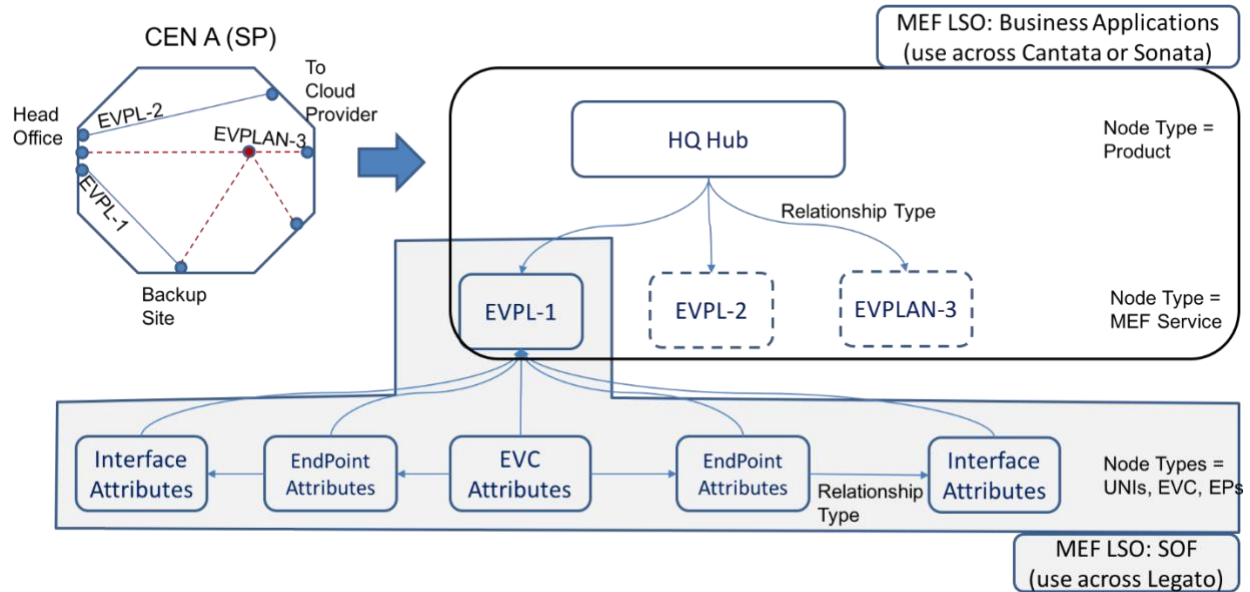 MEF LSO: Business Applications
(use across Cantata or Sonata)
CEN A (SP)
To
Cloud
Provider
Head
Office
EVPL-2
EVPLAN-3
EVPL-1
Backup
Site
HQ Hub
Node Type =
Product
Relationship Type
EVPL-1
EVPL-2
EVPLAN-3
Node Type =
MEF Service
Interface
Attributes
EndPoint
Attributes
EVC
Attributes
EndPoint
Attributes
Relationship
Type
Interface
Attributes
Node Types =
UNIs, EVC, EPs
MEF LSO: SOF
(use across Legato)